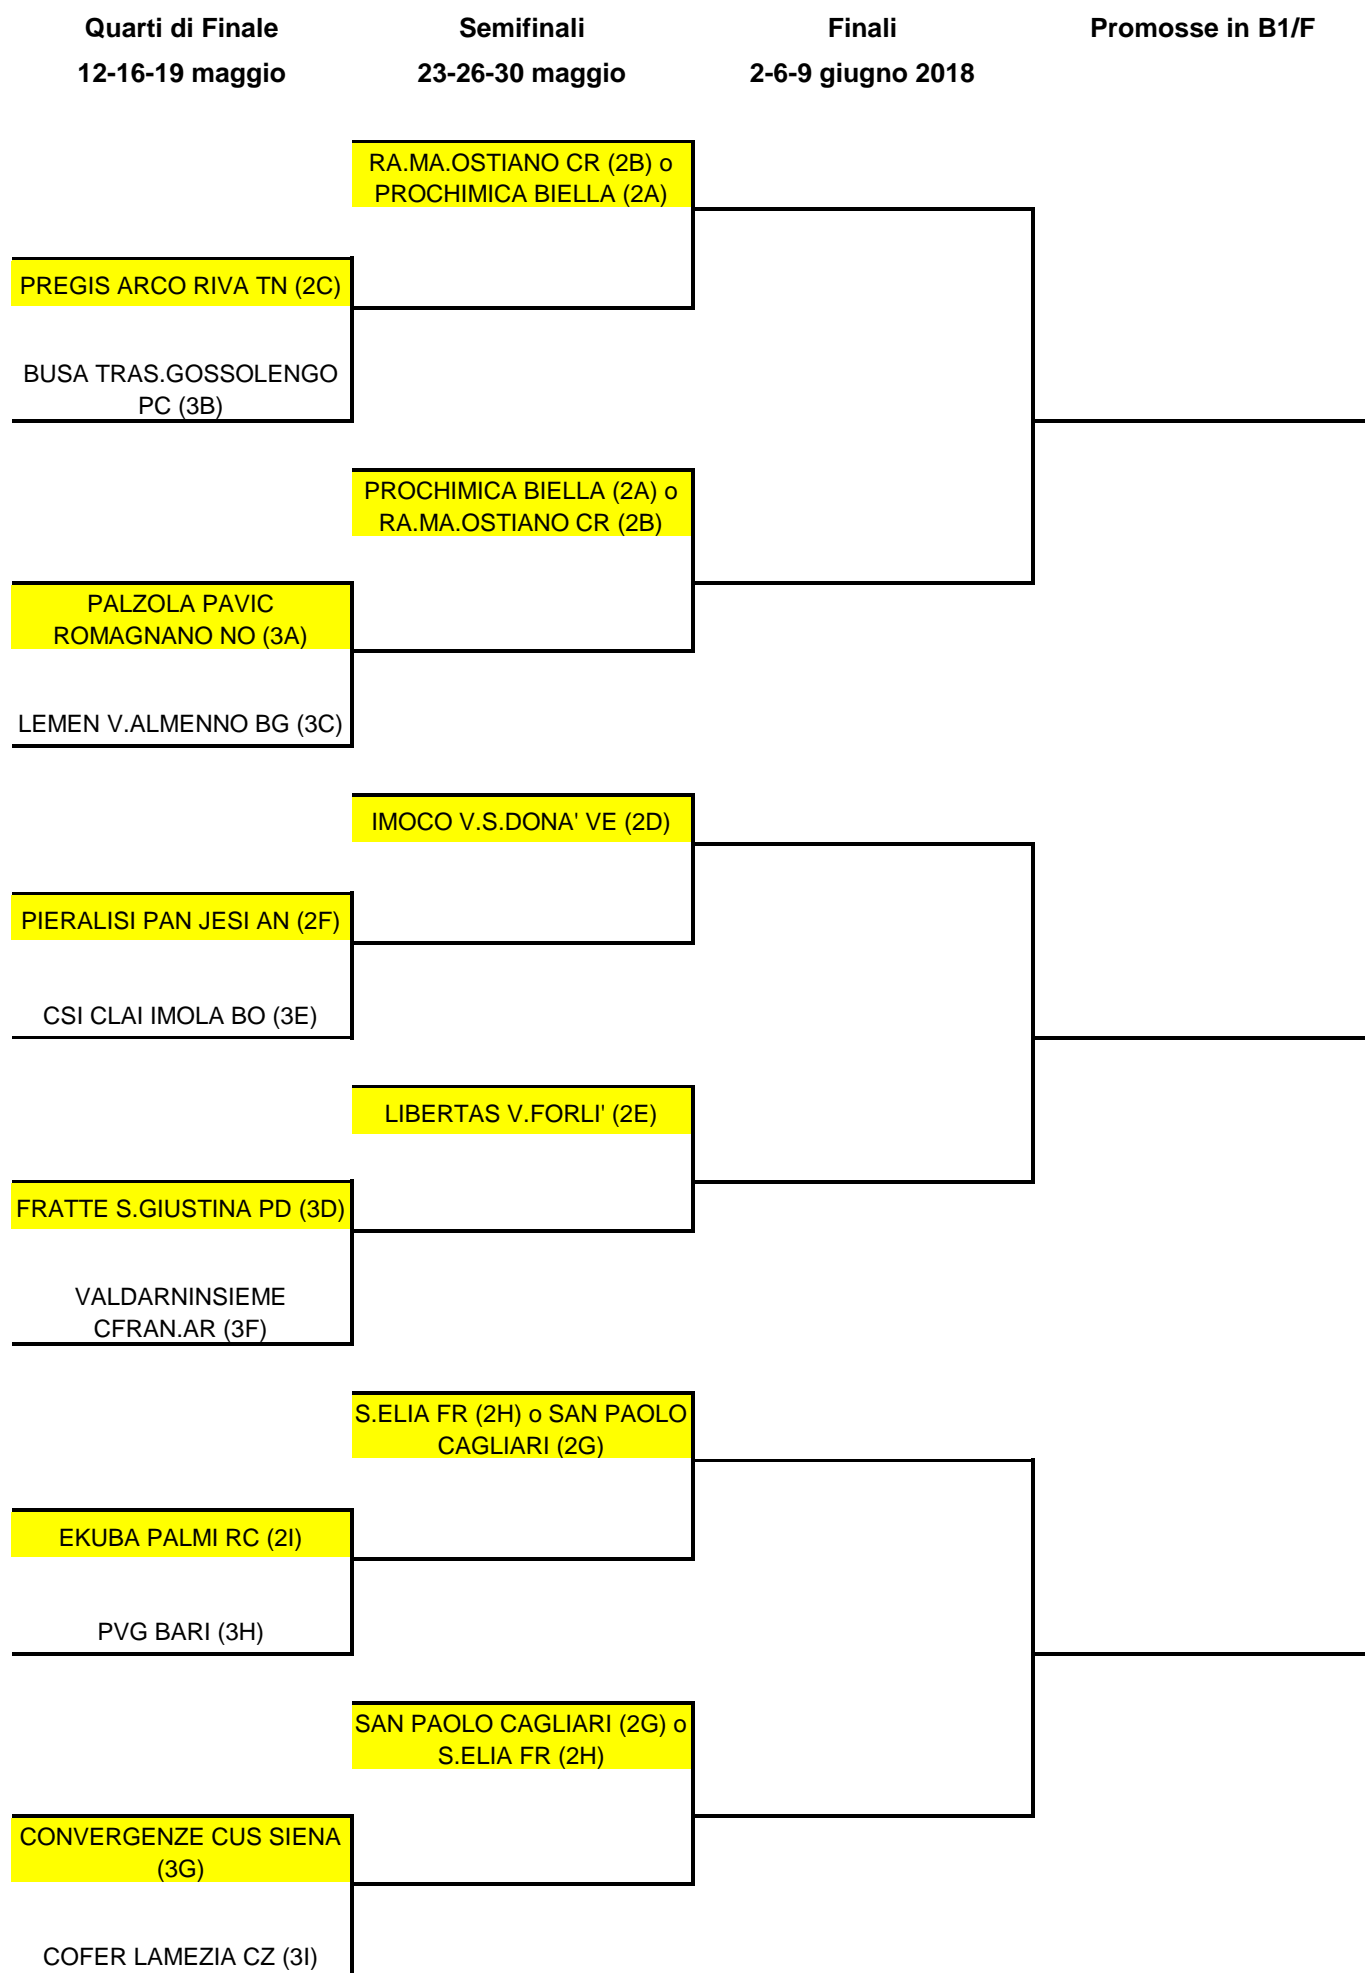 Quarti di Finale Semifinali Finali Promosse in B1/F
12-16-19 maggio 23-26-30 maggio 2-6-9 giugno 2018
RA.MA.OSTIANO CR (2B) o
PROCHIMICA BIELLA (2A)
PREGIS ARCO RIVA TN (2C)
BUSA TRAS.GOSSOLENGO
PC (3B)
PROCHIMICA BIELLA (2A) o
RA.MA.OSTIANO CR (2B)
PALZOLA PAVIC
ROMAGNANO NO (3A)
LEMEN V.ALMENNO BG (3C)
IMOCO V.S.DONA' VE (2D)
PIERALISI PAN JESI AN (2F)
CSI CLAI IMOLA BO (3E)
LIBERTAS V.FORLI' (2E)
FRATTE S.GIUSTINA PD (3D)
VALDARNINSIEME
CFRAN.AR (3F)
S.ELIA FR (2H) o SAN PAOLO
CAGLIARI (2G)
EKUBA PALMI RC (2I)
PVG BARI (3H)
SAN PAOLO CAGLIARI (2G) o
S.ELIA FR (2H)
CONVERGENZE CUS SIENA
(3G)
COFER LAMEZIA CZ (3I)